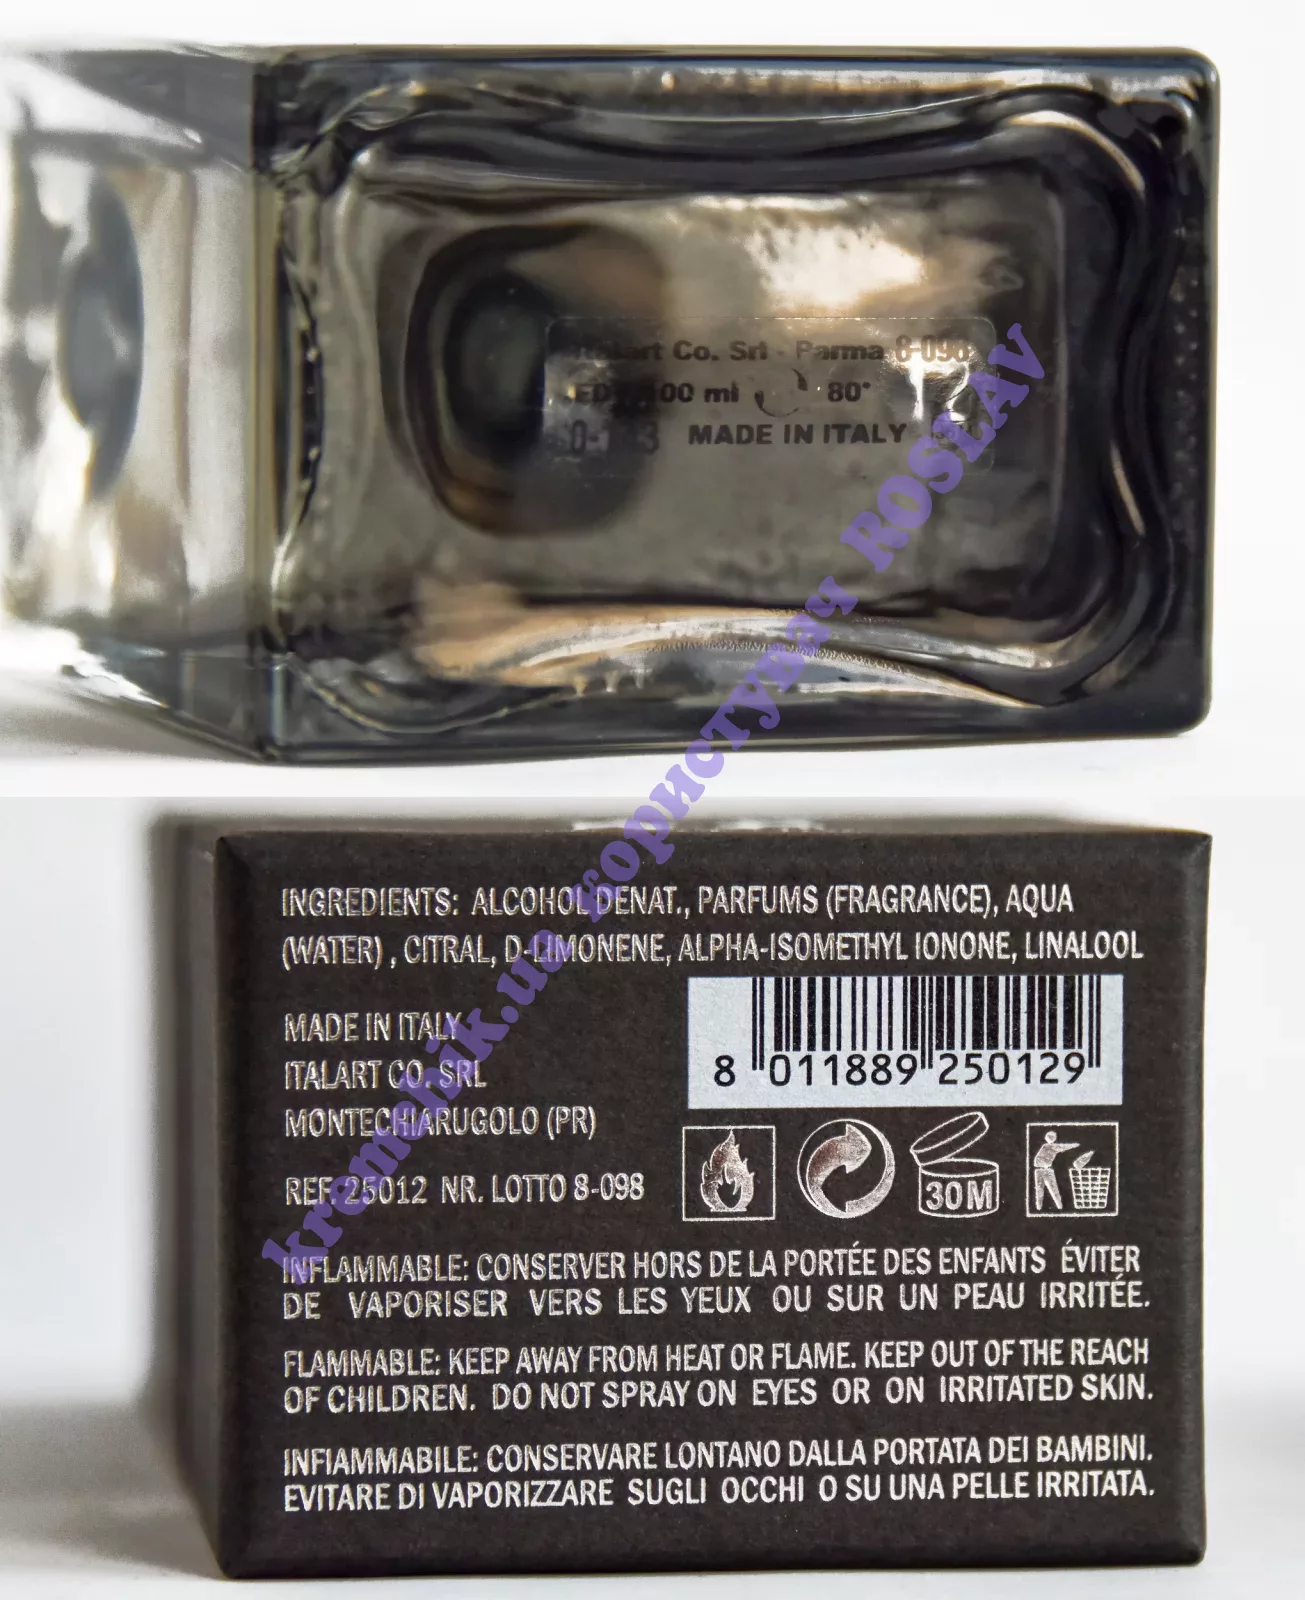 Co. Srl - Parma 8-098
00 ml 80°
MADE IN ITALY
kremchik.ua користувач ROSLAV
INGREDIENTS: ALCOHOL DENAT., PARFUMS (FRAGRANCE), AQUA
(WATER) , CITRAL, D-LIMONENE, ALPHA-ISOMETHYL IONONE, LINALOOL
MADE IN ITALY
ITALART CO. SRL
MONTECHIARUGOLO (PR)
REF. 25012 NR. LOTTO 8-098
8 011889 250129
30M
INFLAMMABLE: CONSERVER HORS DE LA PORTÉE DES ENFANTS ÉVITER
DE VAPORISER VERS LES YEUX OU SUR UN PEAU IRRITÉE.
FLAMMABLE: KEEP AWAY FROM HEAT OR FLAME. KEEP OUT OF THE REACH
OF CHILDREN. DO NOT SPRAY ON EYES OR ON IRRITATED SKIN.
INFIAMMABILE: CONSERVARE LONTANO DALLA PORTATA DEI BAMBINI.
EVITARE DI VAPORIZZARE SUGLI OCCHI O SU UNA PELLE IRRITATA.